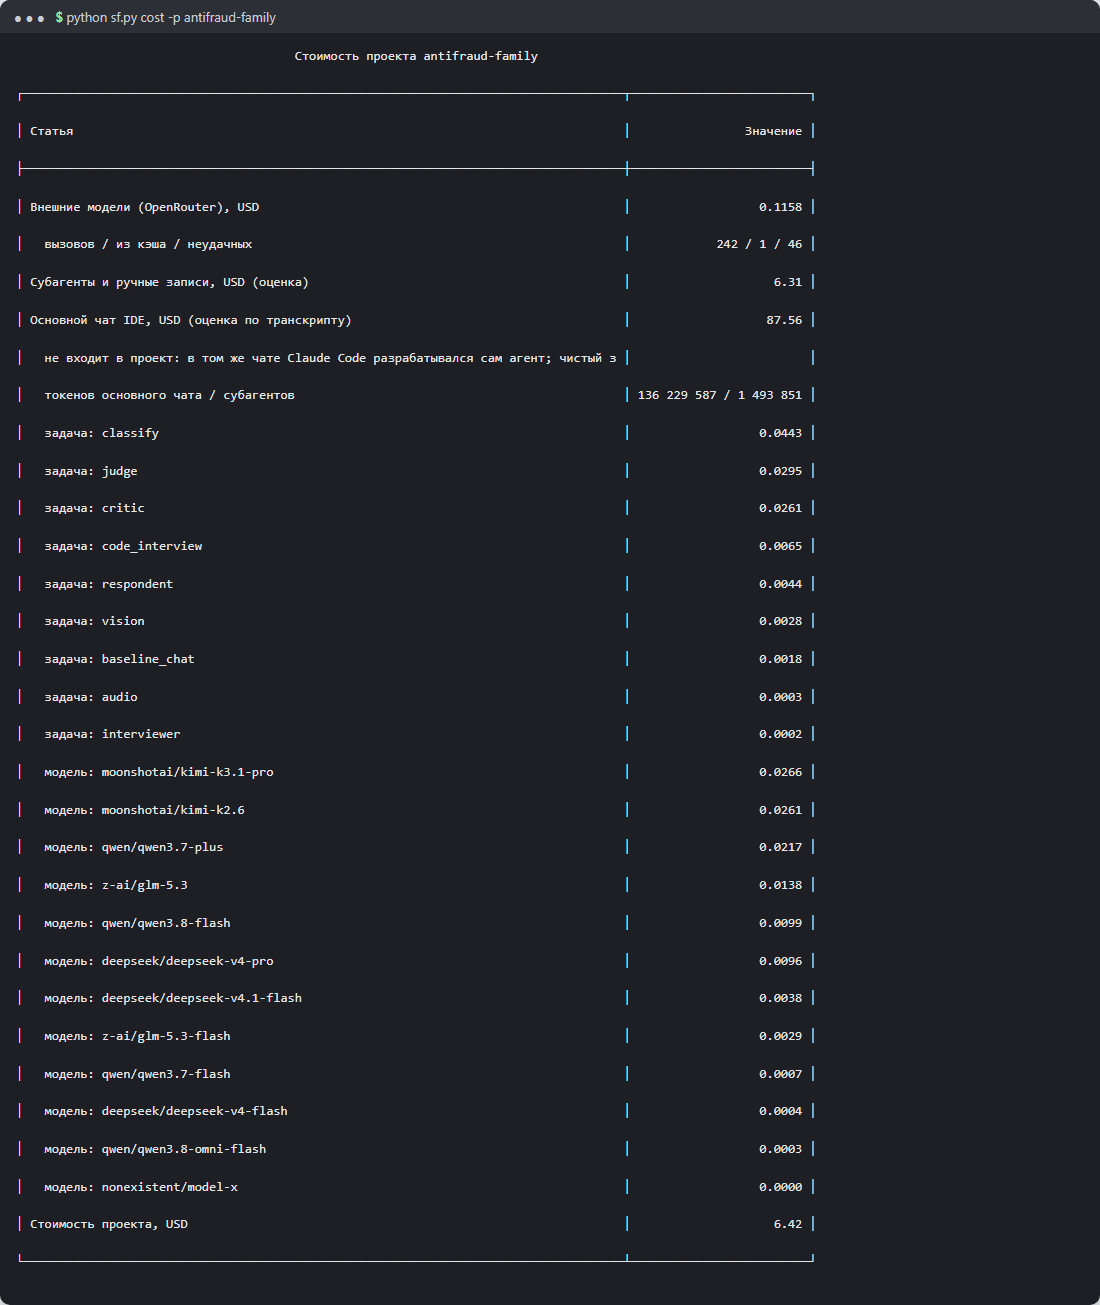 $ python sf.py cost -p antifraud-family
Стоимость проекта antifraud-family
Статья Значение
Внешние модели (OpenRouter), USD 0.1158
вызовов / из кэша / неудачных 242 / 1 / 46
Субагенты и ручные записи, USD (оценка) 6.31
Основной чат IDE, USD (оценка по транскрипту) 87.56
не входит в проект: в том же чате Claude Code разрабатывался сам агент; чистый з
токенов основного чата / субагентов 136 229 587 / 1 493 851
задача: classify 0.0443
задача: judge 0.0295
задача: critic 0.0261
задача: code_interview 0.0065
задача: respondent 0.0044
задача: vision 0.0028
задача: baseline_chat 0.0018
задача: audio 0.0003
задача: interviewer 0.0002
модель: moonshotai/kimi-k3.1-pro 0.0266
модель: moonshotai/kimi-k2.6 0.0261
модель: qwen/qwen3.7-plus 0.0217
модель: z-ai/glm-5.3 0.0138
модель: qwen/qwen3.8-flash 0.0099
модель: deepseek/deepseek-v4-pro 0.0096
модель: deepseek/deepseek-v4.1-flash 0.0038
модель: z-ai/glm-5.3-flash 0.0029
модель: qwen/qwen3.7-flash 0.0007
модель: deepseek/deepseek-v4-flash 0.0004
модель: qwen/qwen3.8-omni-flash 0.0003
модель: nonexistent/model-x 0.0000
Стоимость проекта, USD 6.42